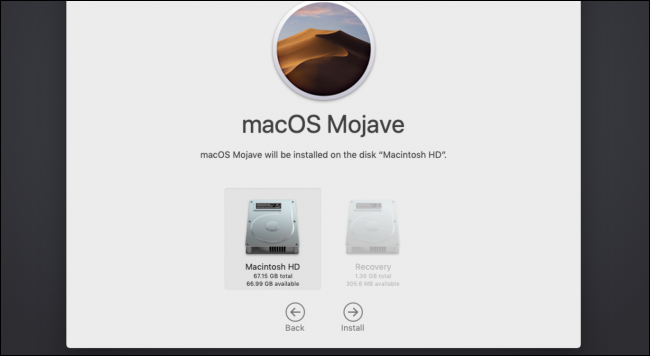 macOS Mojave
macOS Mojave will be installed on the disk “Macintosh HD”.
Macintosh HD
67.15 GB total
66.99 GB available
Recovery
1.36 GB total
305.6 MB available
Back
Install